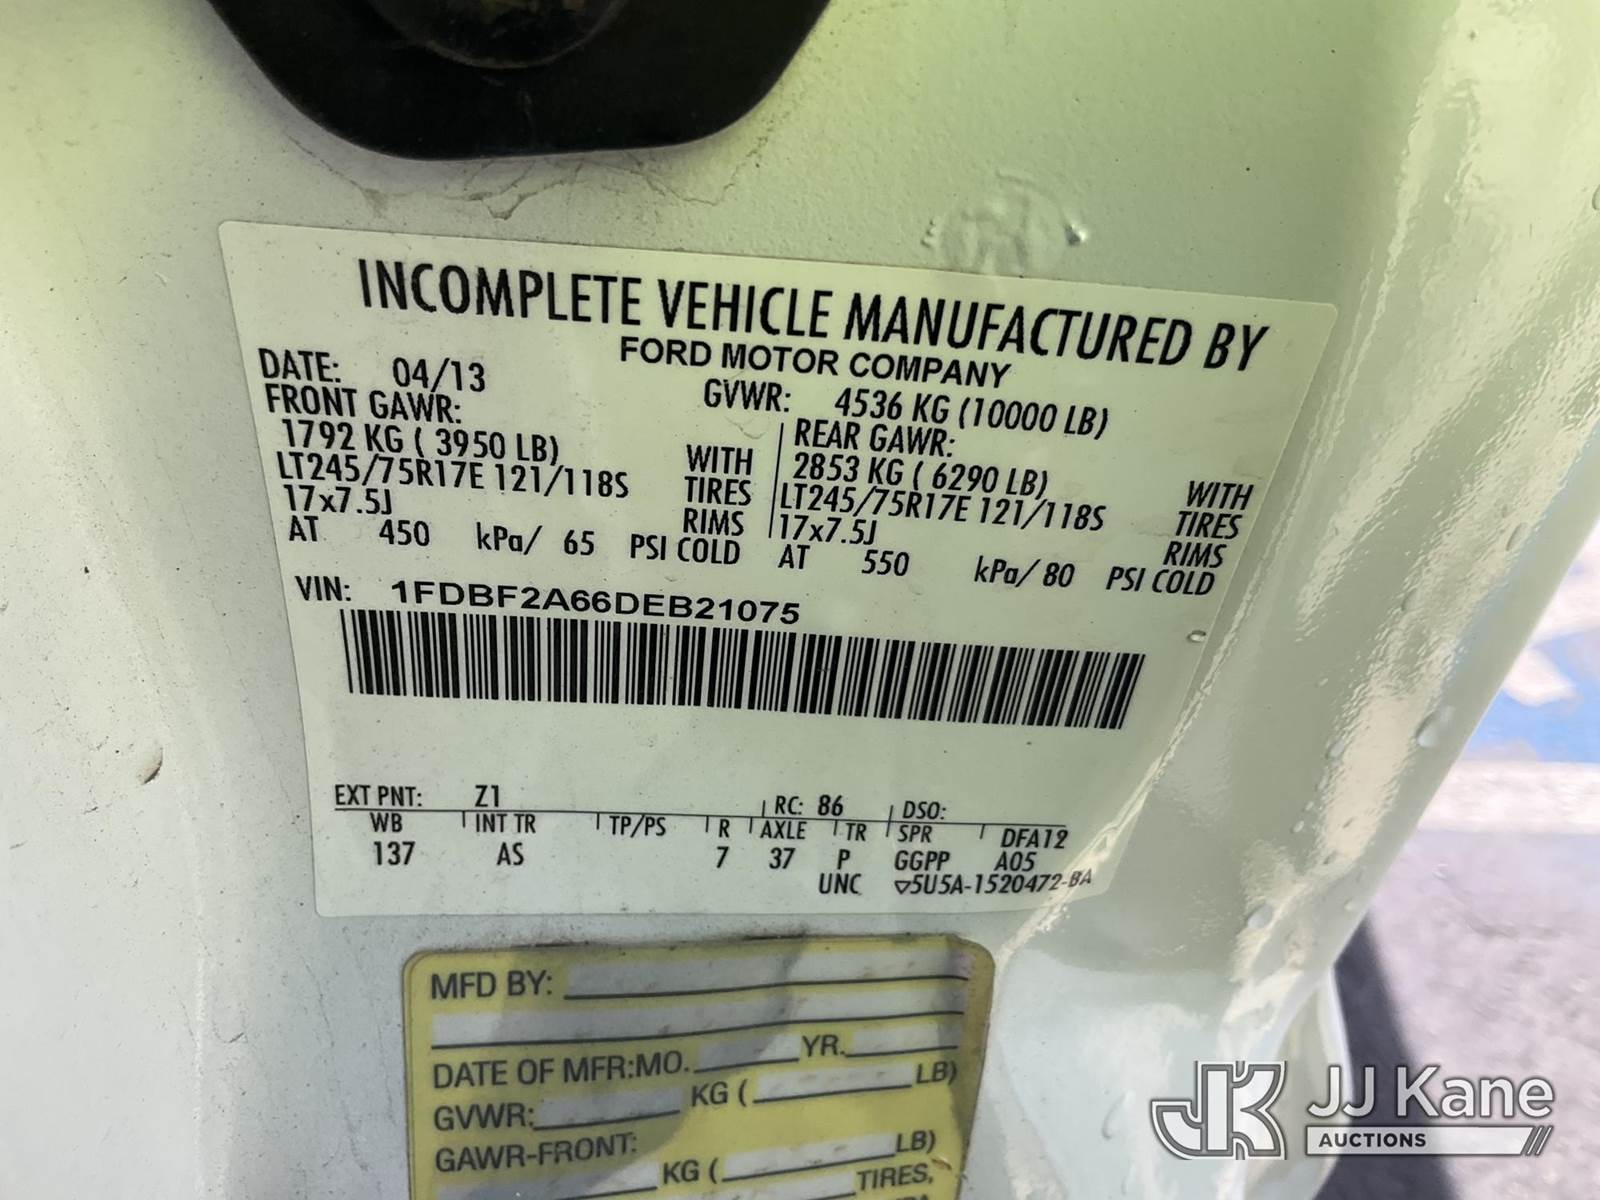 INCOMPLETE VEHICLE MANUFACTURED BY
FORD MOTOR COMPANY
DATE: 04/13 GVWR: 4536 KG (10000 LB)
FRONT GAWR: REAR GAWR:
1792 KG ( 3950 LB) WITH 2853 KG ( 6290 LB) WITH
LT245/75R17E 121/118S TIRES LT245/75R17E 121/118S TIRES
17x7.5J RIMS 17x7.5J RIMS
AT 450 kPa/ 65 PSI COLD AT 550 kPa/ 80 PSI COLD
VIN: 1FDBF2A66DEB21075
EXT PNT: Z1 RC: 86 DSO:
WB INT TR TP/PS R AXLE TR SPR DFA12
137 AS 7 37 P GGPP A05
UNC 5U5A-1520472-BA
MFD BY:
DATE OF MFR:MO. YR.
GVWR: KG ( LB)
GAWR-FRONT:
KG ( LB)
TIRES,
JK JJ Kane
AUCTIONS